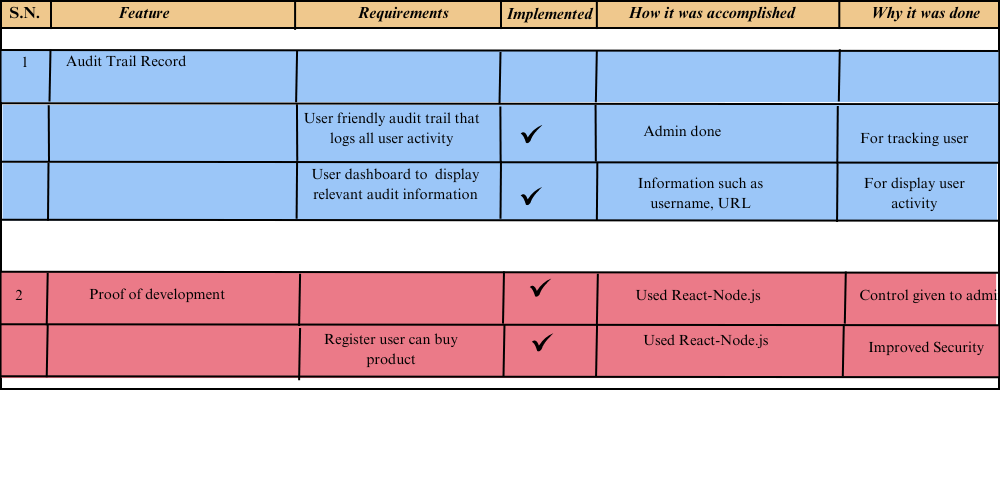 S.N. Feature Requirements Implemented How it was accomplished Why it was done
1 Audit Trail Record
User friendly audit trail that
logs all user activity
Admin done
For tracking user
User dashboard to display
relevant audit information
Information such as
username, URL
For display user
activity
2 Proof of development Used React-Node.js Control given to admi
Register user can buy
product
Used React-Node.js
Improved Security